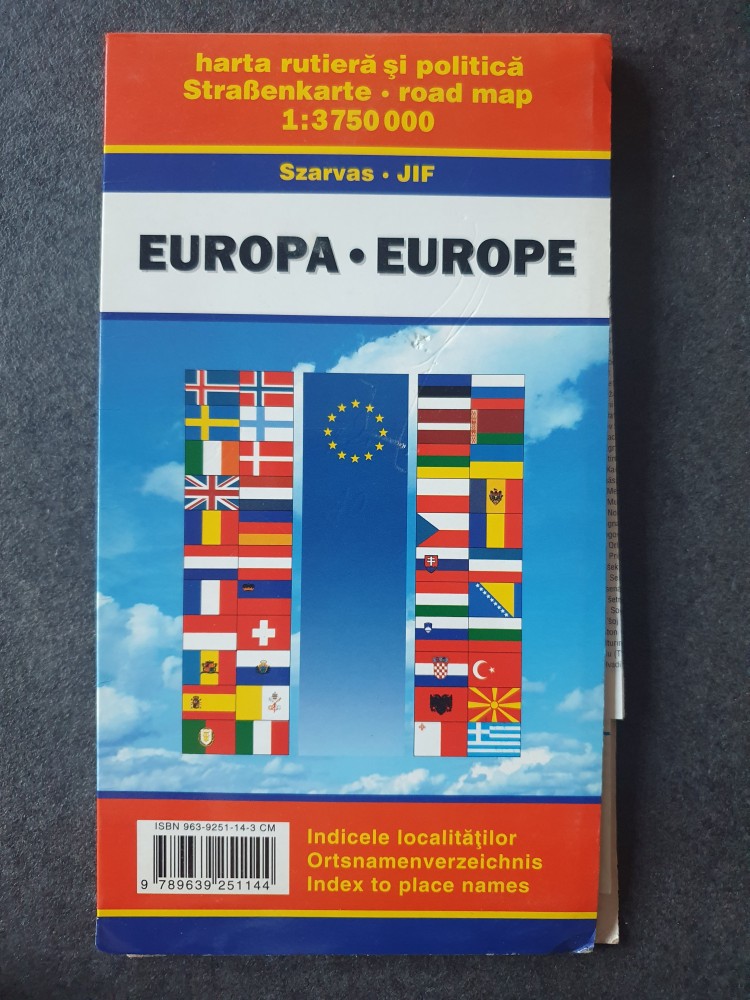 harta rutieră şi politică
Straßenkarte • road map
1:3750000
Szarvas • JIF
EUROPA • EUROPE
ISBN 963-9251-14-3 CM
9 789639 251144
Indicele localităţilor
Ortsnamenverzeichnis
Index to place names